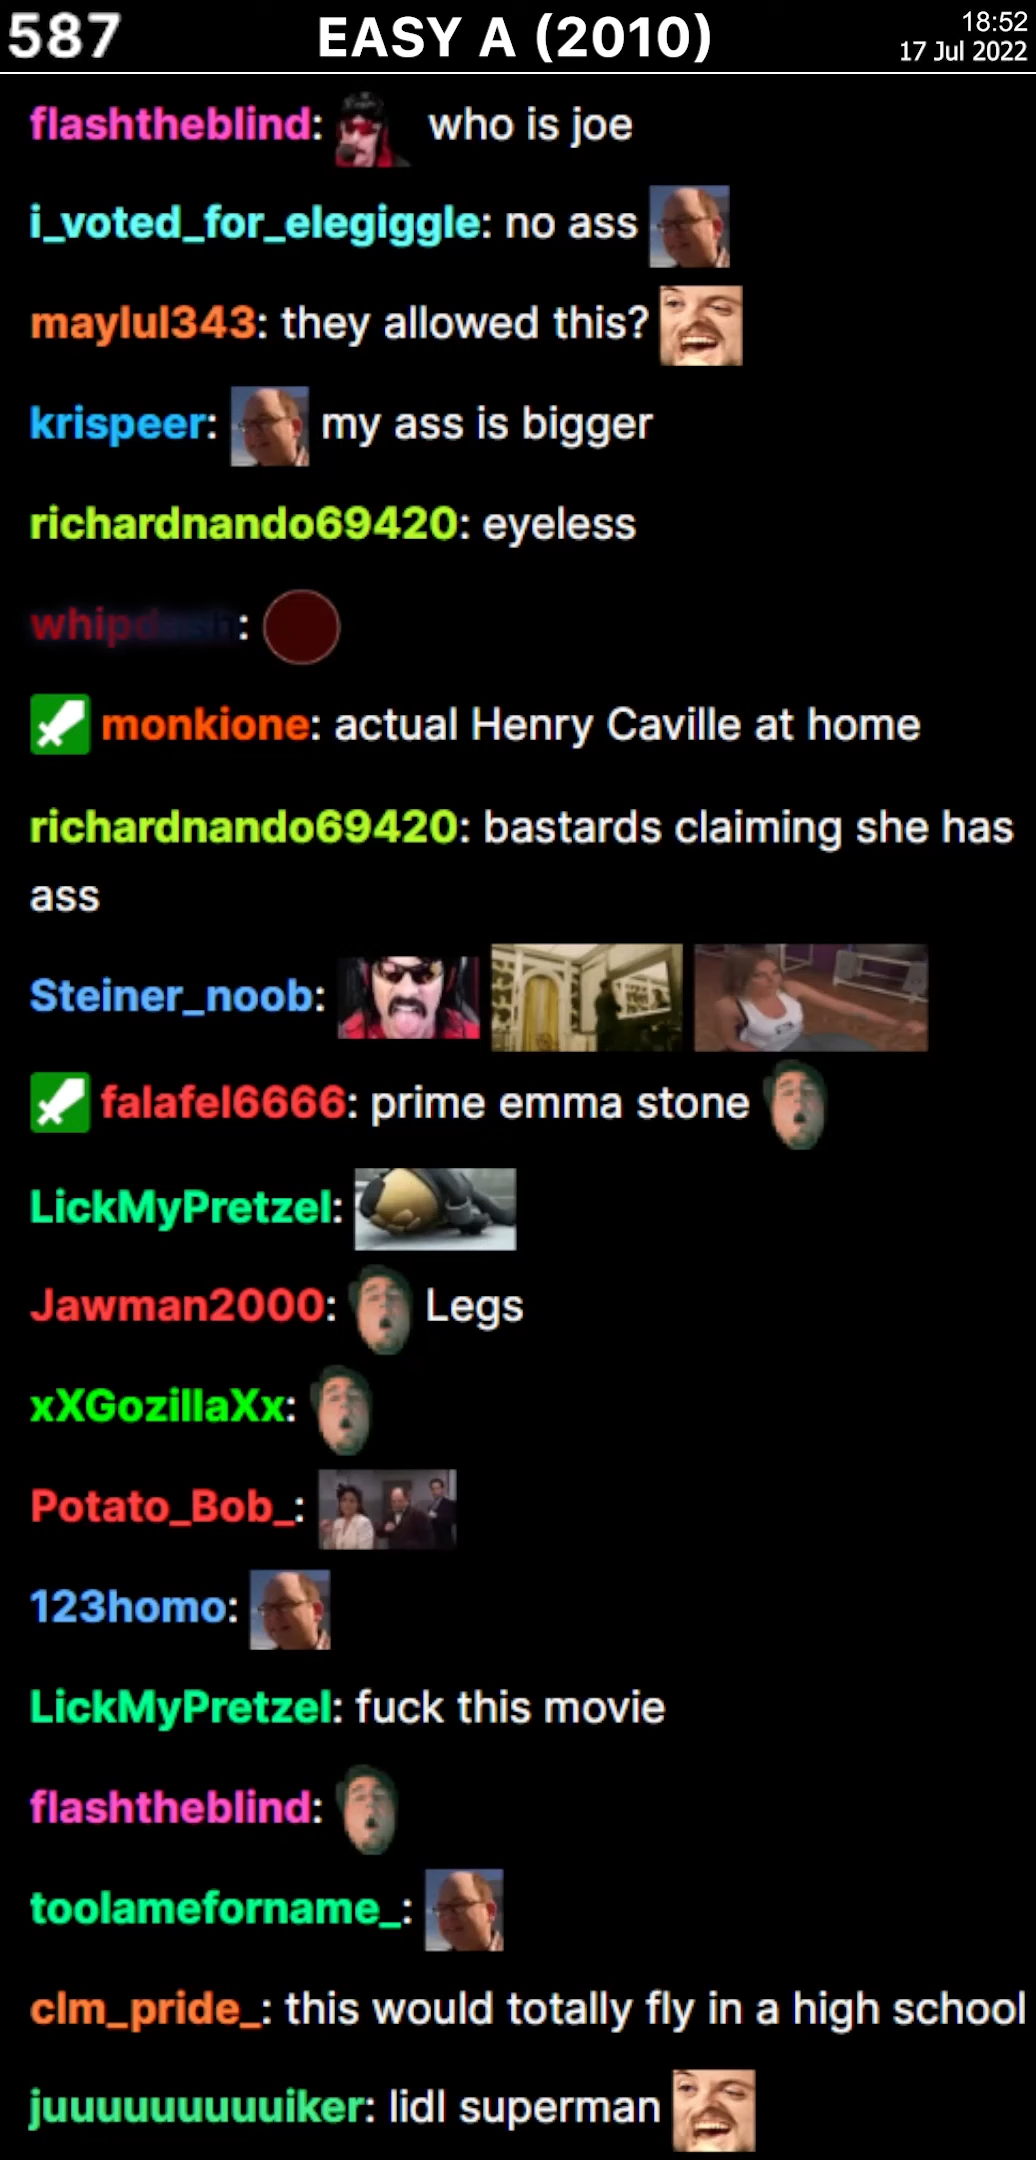 587 EASY A (2010) 18:52
17 Jul 2022
flashtheblind: who is joe
i_voted_for_elegiggle: no ass
maylul343: they allowed this?
krispeer: my ass is bigger
richardnando69420: eyeless
whipdash:
monkione: actual Henry Caville at home
richardnando69420: bastards claiming she has
ass
Steiner_noob:
falafel6666: prime emma stone
LickMyPretzel:
Jawman2000: Legs
xXGozillaXx:
Potato_Bob_:
123homo:
LickMyPretzel: fuck this movie
flashtheblind:
toolameforname_:
clm_pride_: this would totally fly in a high school
juuuuuuuuuiker: lidl superman